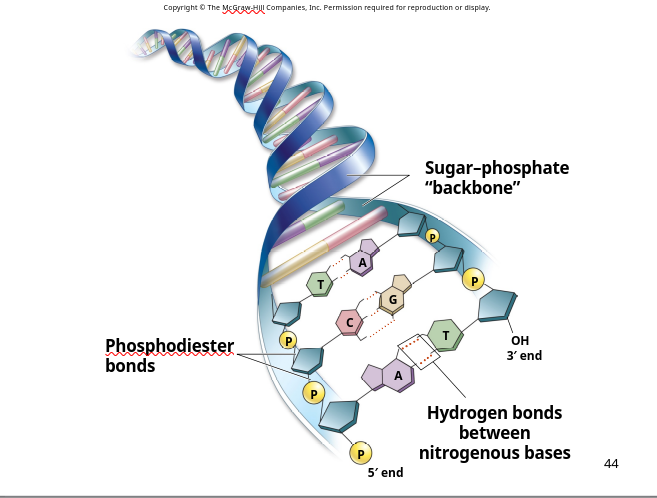 Copyright © The McGraw-Hill Companies, Inc. Permission required for reproduction or display.
Sugar–phosphate
“backbone”
P
A
T
P
G
C
OH
3′ end
T
P
Phosphodiester
bonds
A
P
Hydrogen bonds
between
nitrogenous bases
P
5′ end
44